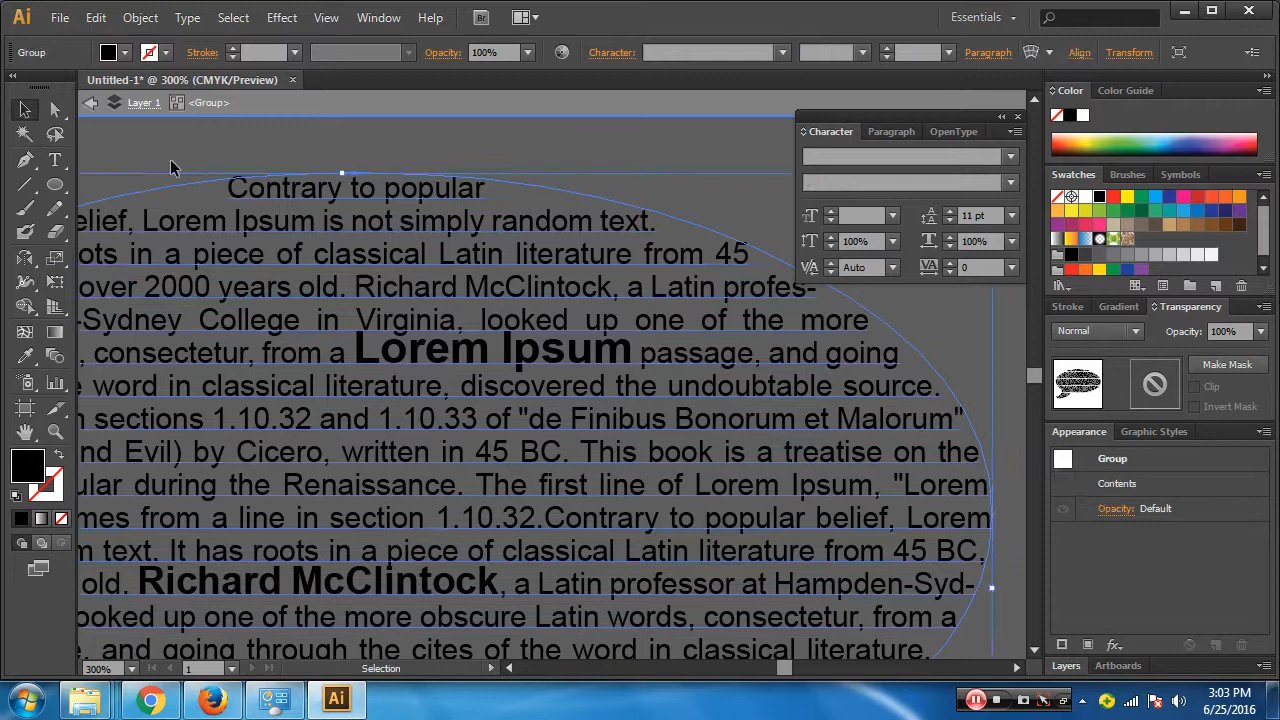 Ai File Edit Object Type Select Effect View Window Help Br Essentials
Group Stroke: Opacity: 100% Character: Paragraph Align Transform
Untitled-1* @ 300% (CMYK/Preview)
Layer 1 <Group>
Contrary to popular
elief, Lorem Ipsum is not simply random text.
ots in a piece of classical Latin literature from 45
over 2000 years old. Richard McClintock, a Latin profes-
-Sydney College in Virginia, looked up one of the more
, consectetur, from a Lorem Ipsum passage, and going
e word in classical literature, discovered the undoubtable source.
n sections 1.10.32 and 1.10.33 of "de Finibus Bonorum et Malorum"
nd Evil) by Cicero, written in 45 BC. This book is a treatise on the
ular during the Renaissance. The first line of Lorem Ipsum, "Lorem
mes from a line in section 1.10.32.Contrary to popular belief, Lorem
m text. It has roots in a piece of classical Latin literature from 45 BC,
old. Richard McClintock, a Latin professor at Hampden-Syd-
ooked up one of the more obscure Latin words, consectetur, from a
e, and going through the cites of the word in classical literature,
Character Paragraph OpenType
11 pt
100% 100%
Auto 0
Color Color Guide
Swatches Brushes Symbols
Stroke Gradient Transparency
Normal Opacity: 100%
Make Mask
Clip
Invert Mask
Appearance Graphic Styles
Group
Contents
Opacity: Default
fx
Layers Artboards
300% 1 Selection
Ai
3:03 PM
6/25/2016